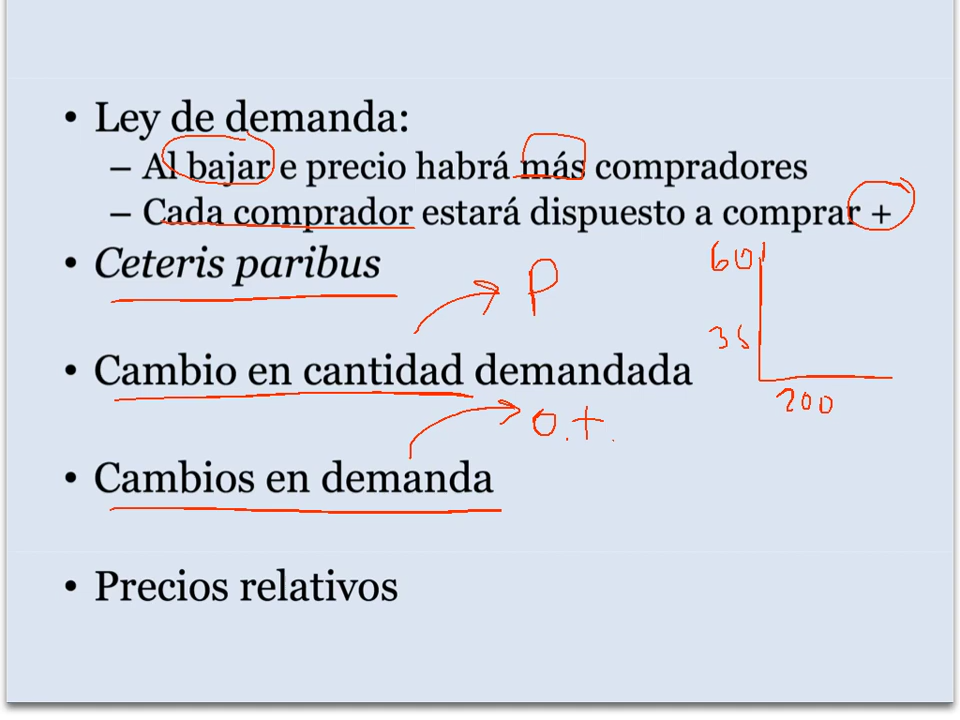 • Ley de demanda:
– Al bajar e precio habrá más compradores
– Cada comprador estará dispuesto a comprar +
• Ceteris paribus
60
P
35
• Cambio en cantidad demandada
200
o.t.
• Cambios en demanda
• Precios relativos